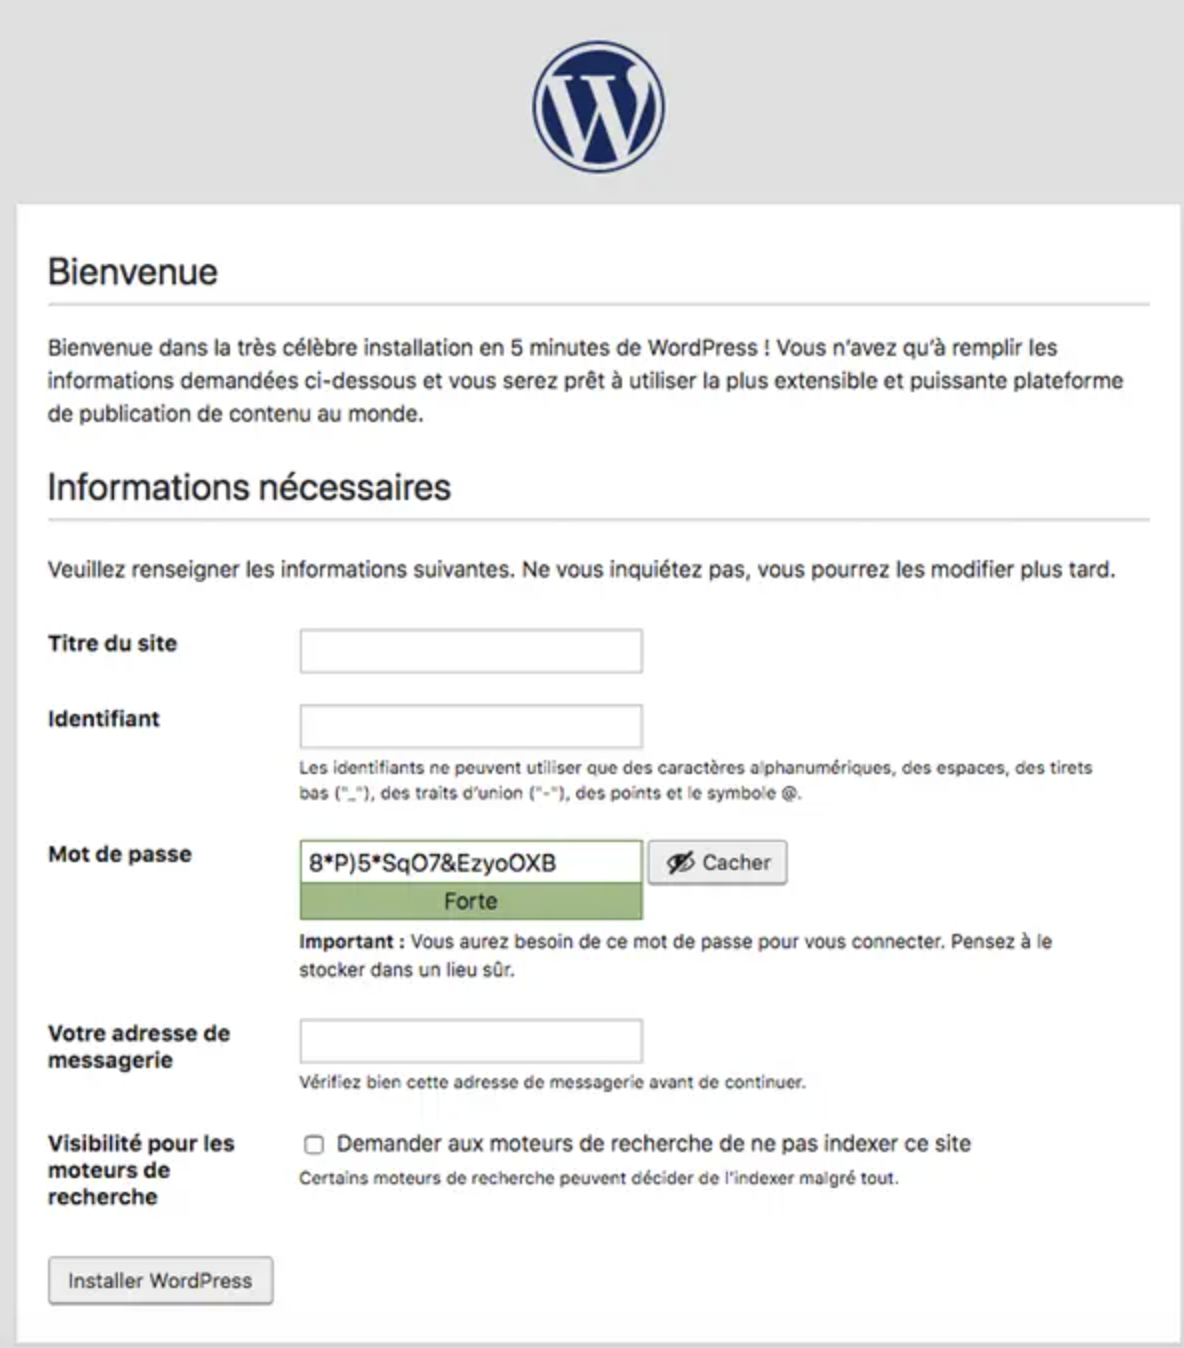 W
Bienvenue
Bienvenue dans la très célèbre installation en 5 minutes de WordPress ! Vous n'avez qu'à remplir les
informations demandées ci-dessous et vous serez prêt à utiliser la plus extensible et puissante plateforme
de publication de contenu au monde.
Informations nécessaires
Veuillez renseigner les informations suivantes. Ne vous inquiétez pas, vous pourrez les modifier plus tard.
Titre du site
Identifiant
Les identifiants ne peuvent utiliser que des caractères alphanumériques, des espaces, des tirets
bas ("_"), des traits d'union ("-"), des points et le symbole @.
Mot de passe
8*P)5*SqO7&EzyoOXB
Cacher
Forte
Important : Vous aurez besoin de ce mot de passe pour vous connecter. Pensez à le
stocker dans un lieu sûr.
Votre adresse de
messagerie
Vérifiez bien cette adresse de messagerie avant de continuer.
Visibilité pour les
moteurs de
recherche
Demander aux moteurs de recherche de ne pas indexer ce site
Certains moteurs de recherche peuvent décider de l'indexer malgré tout.
Installer WordPress